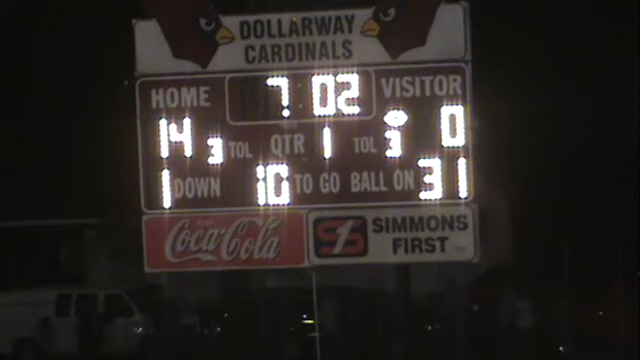 DOLLARWAY
CARDINALS
HOME 7:02 VISITOR
14 3 TOL QTR 1 TOL 3 0
1 DOWN 10 TO GO BALL ON 31
Coca-Cola S1 SIMMONS
FIRST